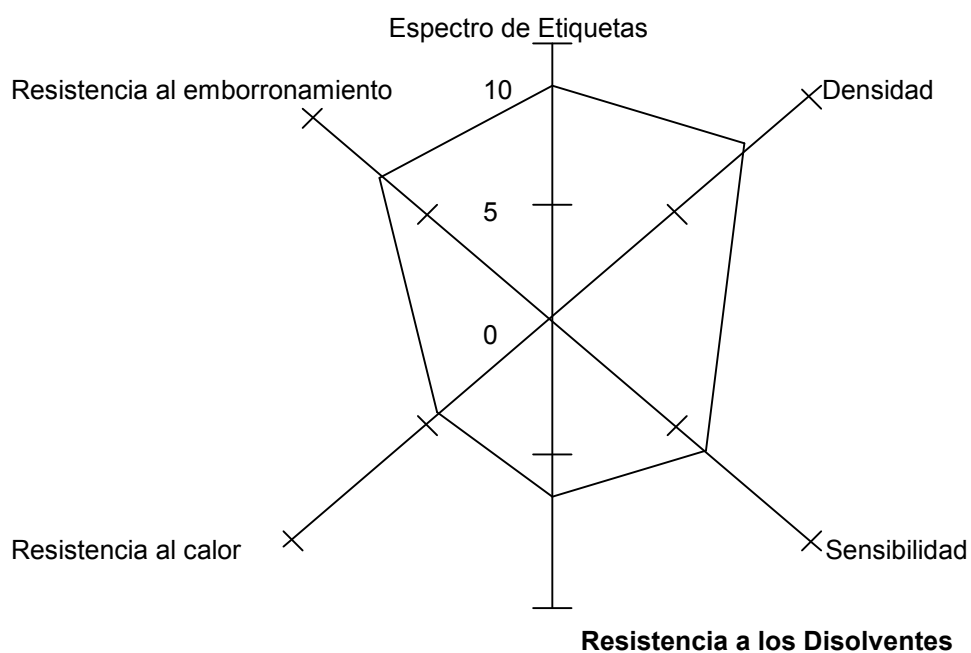 Espectro de Etiquetas
Resistencia al emborronamiento
10
Densidad
5
0
Resistencia al calor
Sensibilidad
Resistencia a los Disolventes